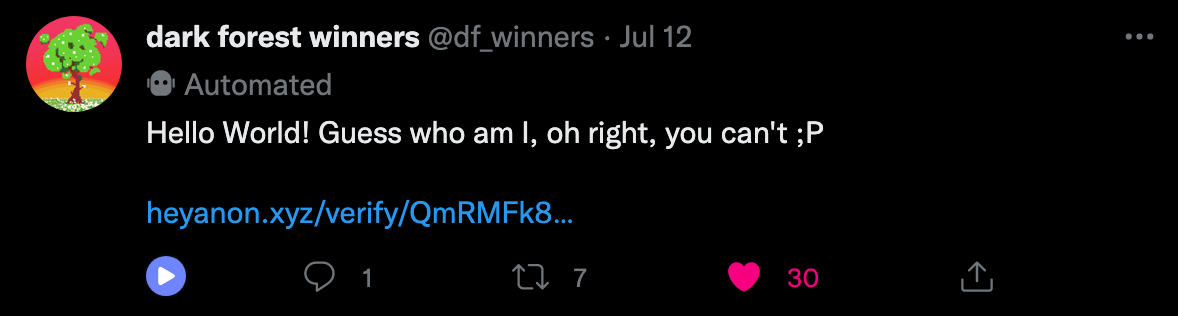 dark forest winners @df_winners · Jul 12
Automated
Hello World! Guess who am I, oh right, you can't ;P
heyanon.xyz/verify/QmRMFk8...
1 7 30